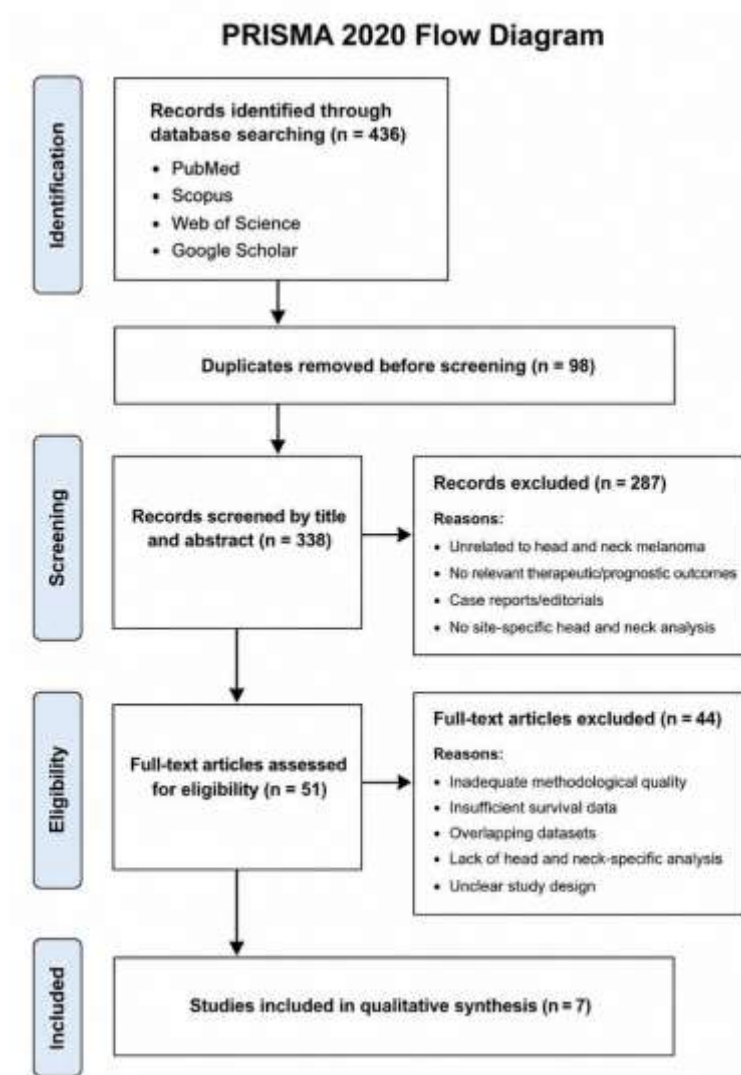 PRISMA 2020 Flow Diagram
Identification
Records identified through
database searching (n = 436)
• PubMed
• Scopus
• Web of Science
• Google Scholar
Duplicates removed before screening (n = 98)
Screening
Records screened by title
and abstract (n = 338)
Records excluded (n = 287)
Reasons:
• Unrelated to head and neck melanoma
• No relevant therapeutic/prognostic outcomes
• Case reports/editorials
• No site-specific head and neck analysis
Eligibility
Full-text articles assessed
for eligibility (n = 51)
Full-text articles excluded (n = 44)
Reasons:
• Inadequate methodological quality
• Insufficient survival data
• Overlapping datasets
• Lack of head and neck-specific analysis
• Unclear study design
Included
Studies included in qualitative synthesis (n = 7)